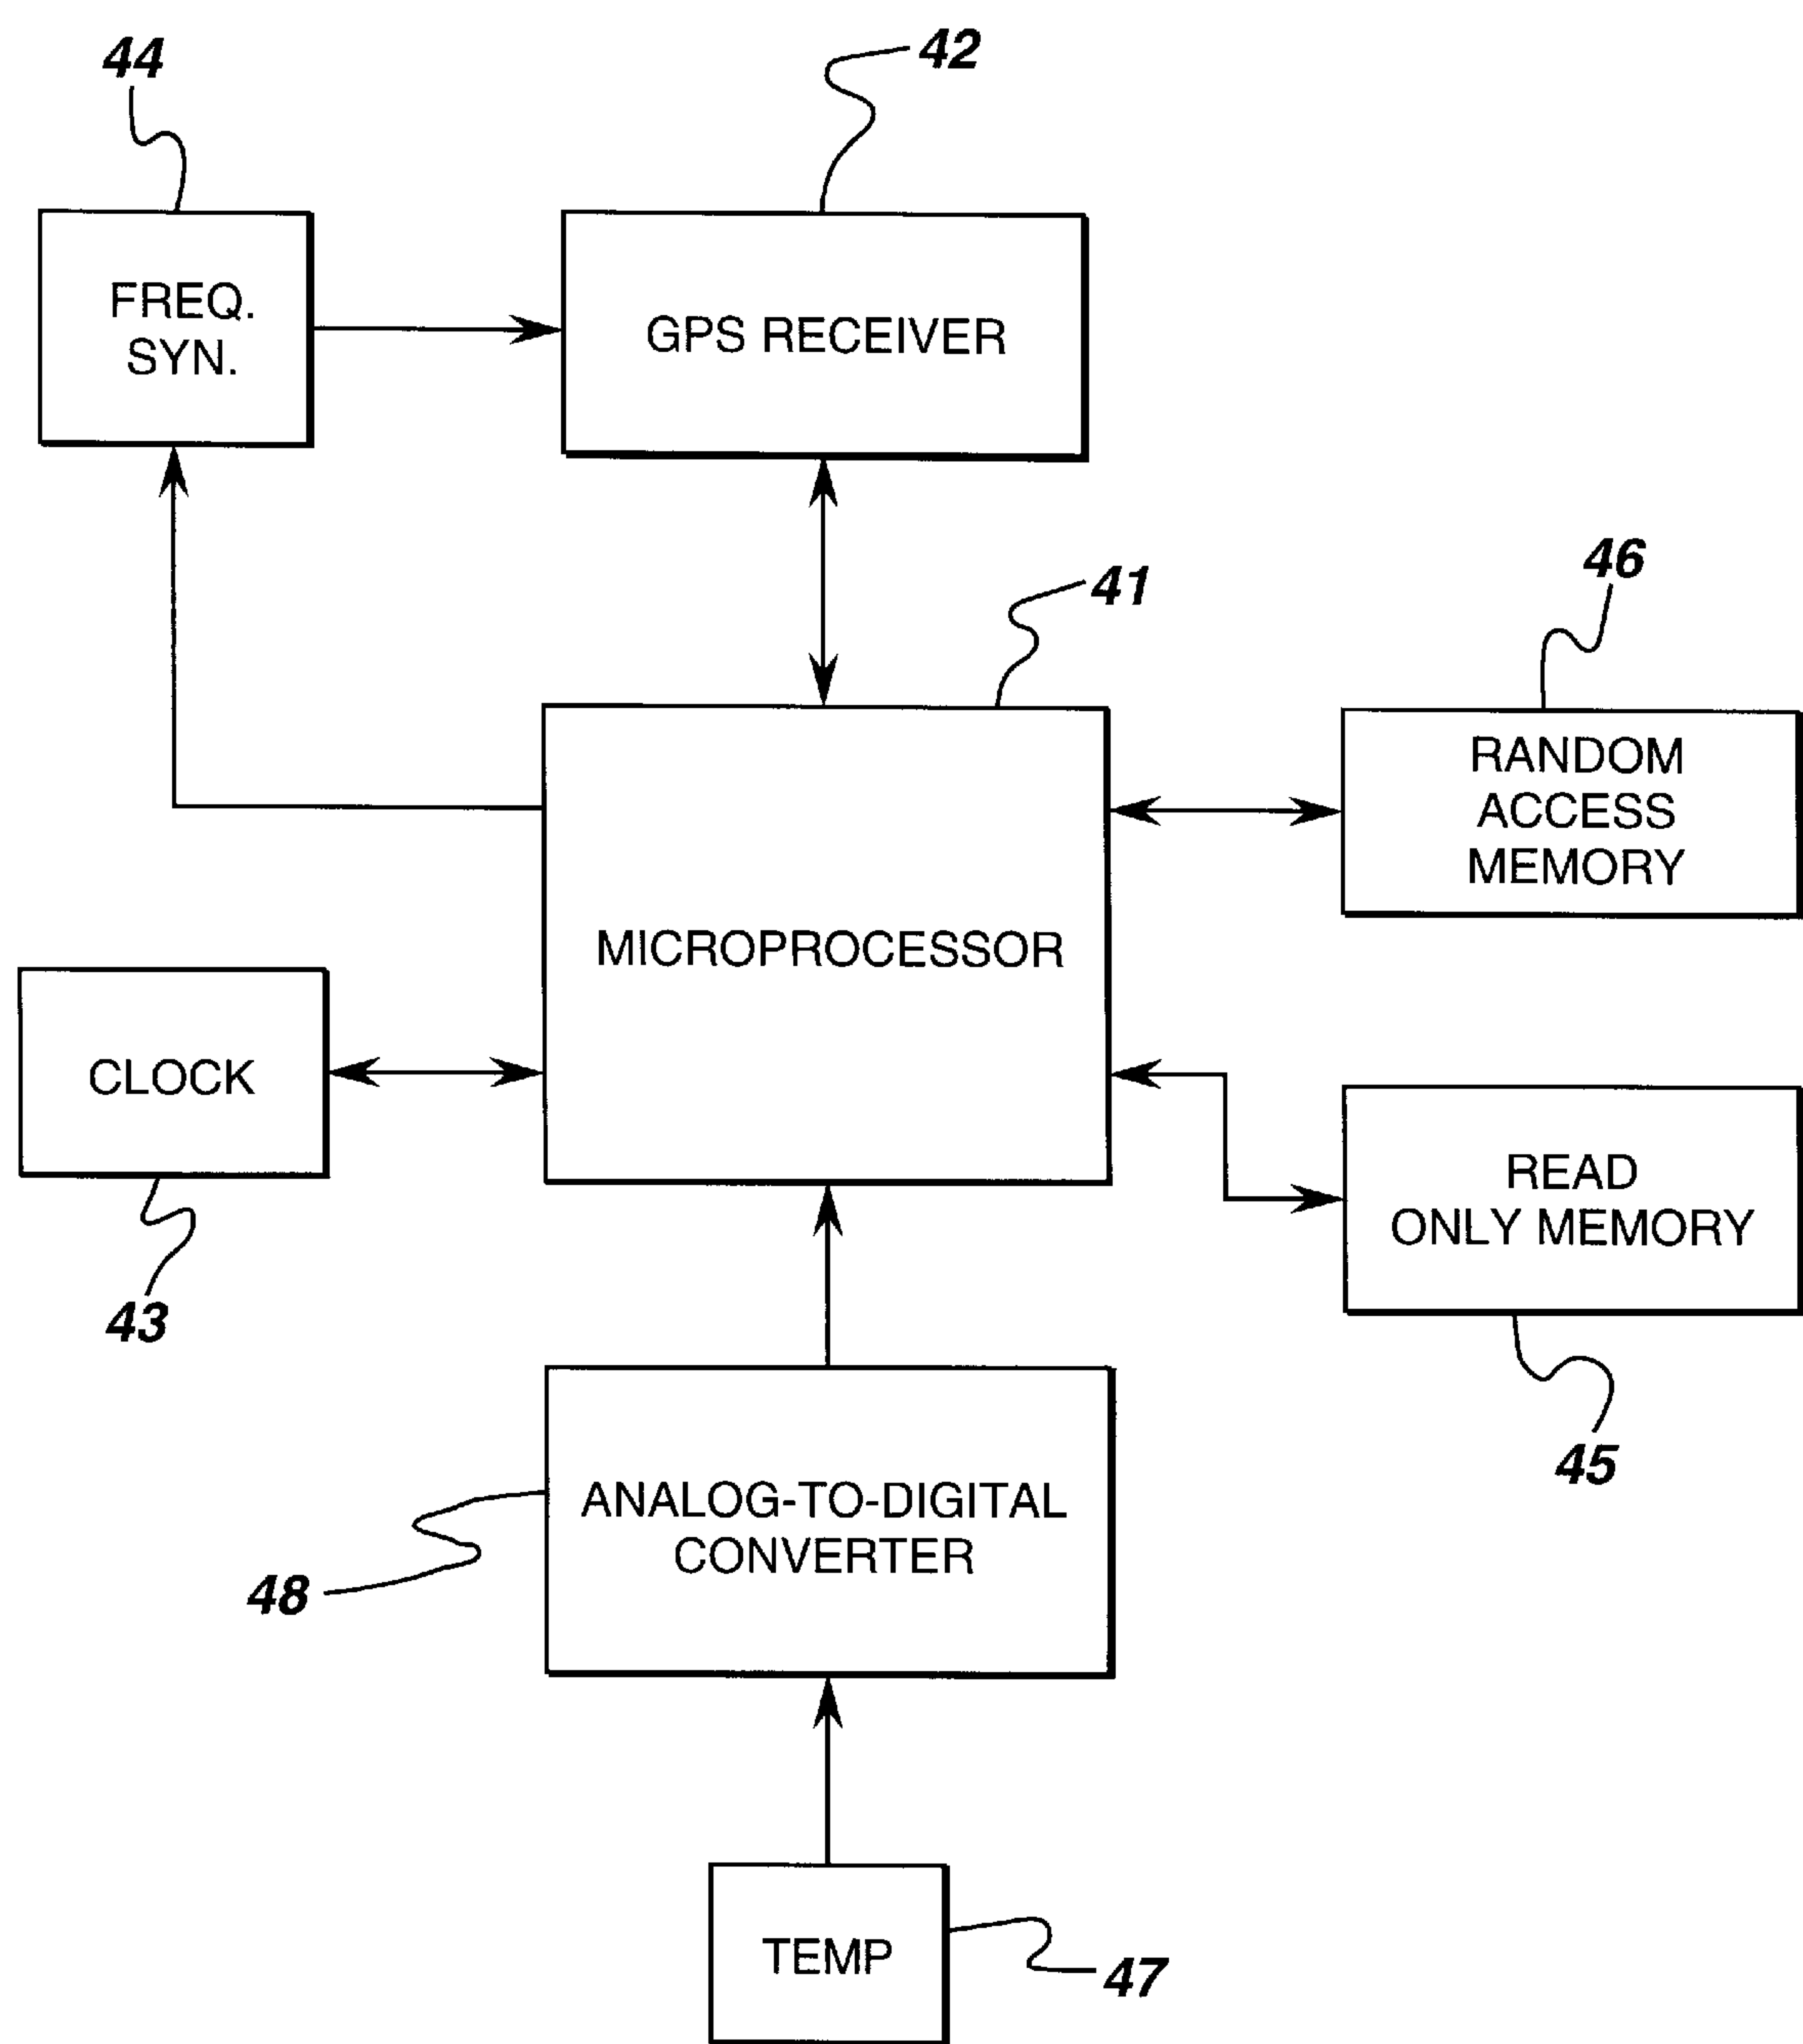 44
42
FREQ.
SYN.
GPS RECEIVER
41
46
RANDOM
ACCESS
MEMORY
MICROPROCESSOR
CLOCK
READ
ONLY MEMORY
43
45
ANALOG-TO-DIGITAL
CONVERTER
48
TEMP
47